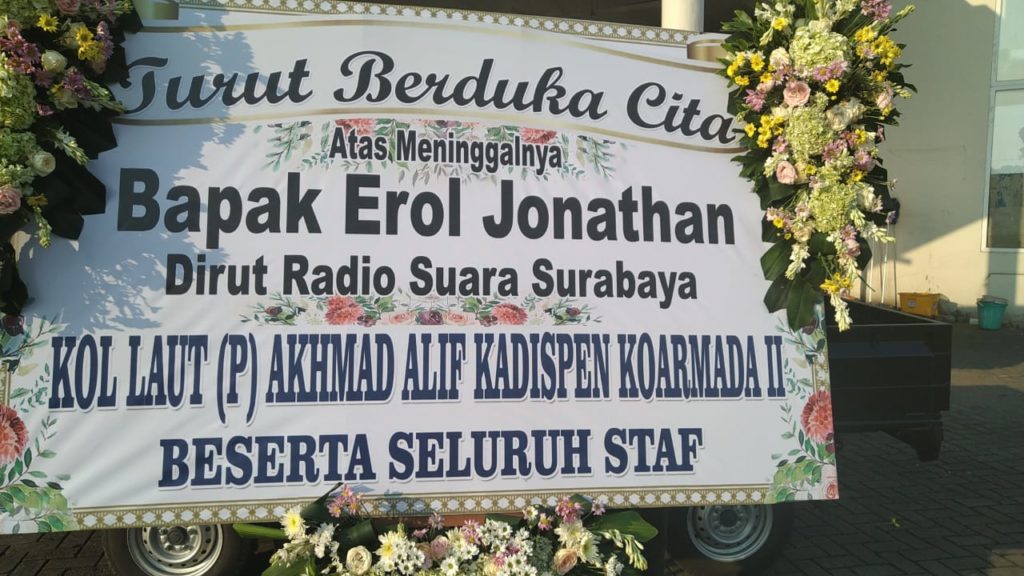 Turut Berduka Cita
Atas Meninggalnya
Bapak Erol Jonathan
Dirut Radio Suara Surabaya
KOL LAUT (P) AKHMAD ALIF KADISPEN KOARMADA II
BESERTA SELURUH STAF